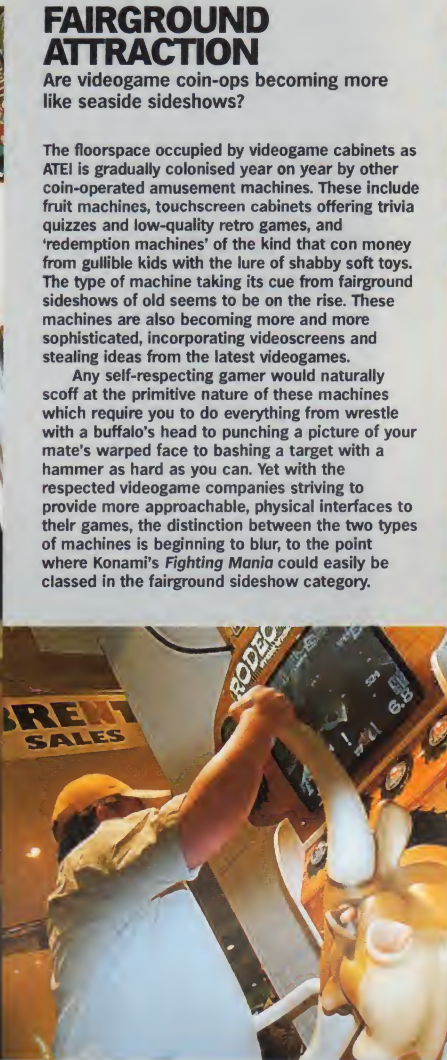 FAIRGROUND
ATTRACTION
Are videogame coin-ops becoming more
like seaside sideshows?
The floorspace occupied by videogame cabinets as
ATEI is gradually colonised year on year by other
coin-operated amusement machines. These include
fruit machines, touchscreen cabinets offering trivia
quizzes and low-quality retro games, and
‘redemption machines’ of the kind that con money
from gullible kids with the lure of shabby soft toys.
The type of machine taking its cue from fairground
sideshows of old seems to be on the rise. These
machines are also becoming more and more
sophisticated, incorporating videoscreens and
stealing ideas from the latest videogames.
Any self-respecting gamer would naturally
scoff at the primitive nature of these machines
which require you to do everything from wrestle
with a buffalo's head to punching a picture of your
mate's warped face to bashing a target with a
hammer as hard as you can. Yet with the
respected videogame companies striving to
provide more approachable, physical interfaces to
their games, the distinction between the two types
of machines is beginning to blur, to the point
where Konami's Fighting Mania could easily be
classed in the fairground sideshow category.
RODEO
BRENT
SALES
6.8